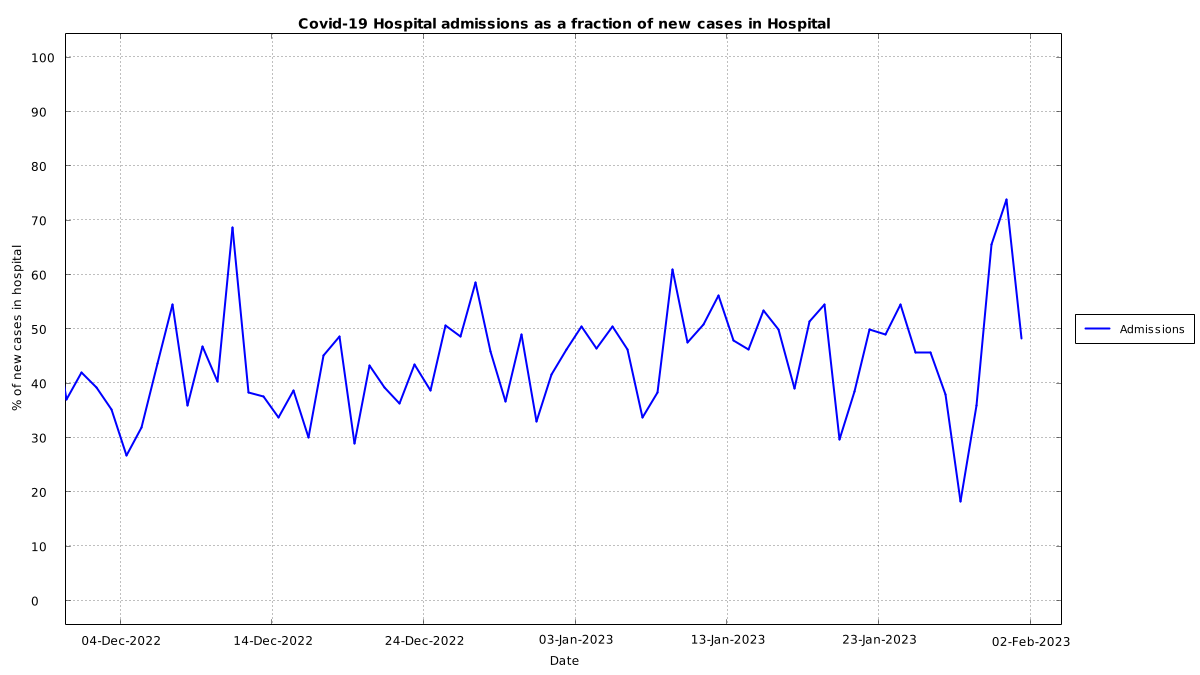 Covid-19 Hospital admissions as a fraction of new cases in Hospital
100
90
80
70
60
50
40
30
20
10
0
% of new cases in hospital
Admissions
04-Dec-2022 14-Dec-2022 24-Dec-2022 03-Jan-2023 13-Jan-2023 23-Jan-2023 02-Feb-2023
Date